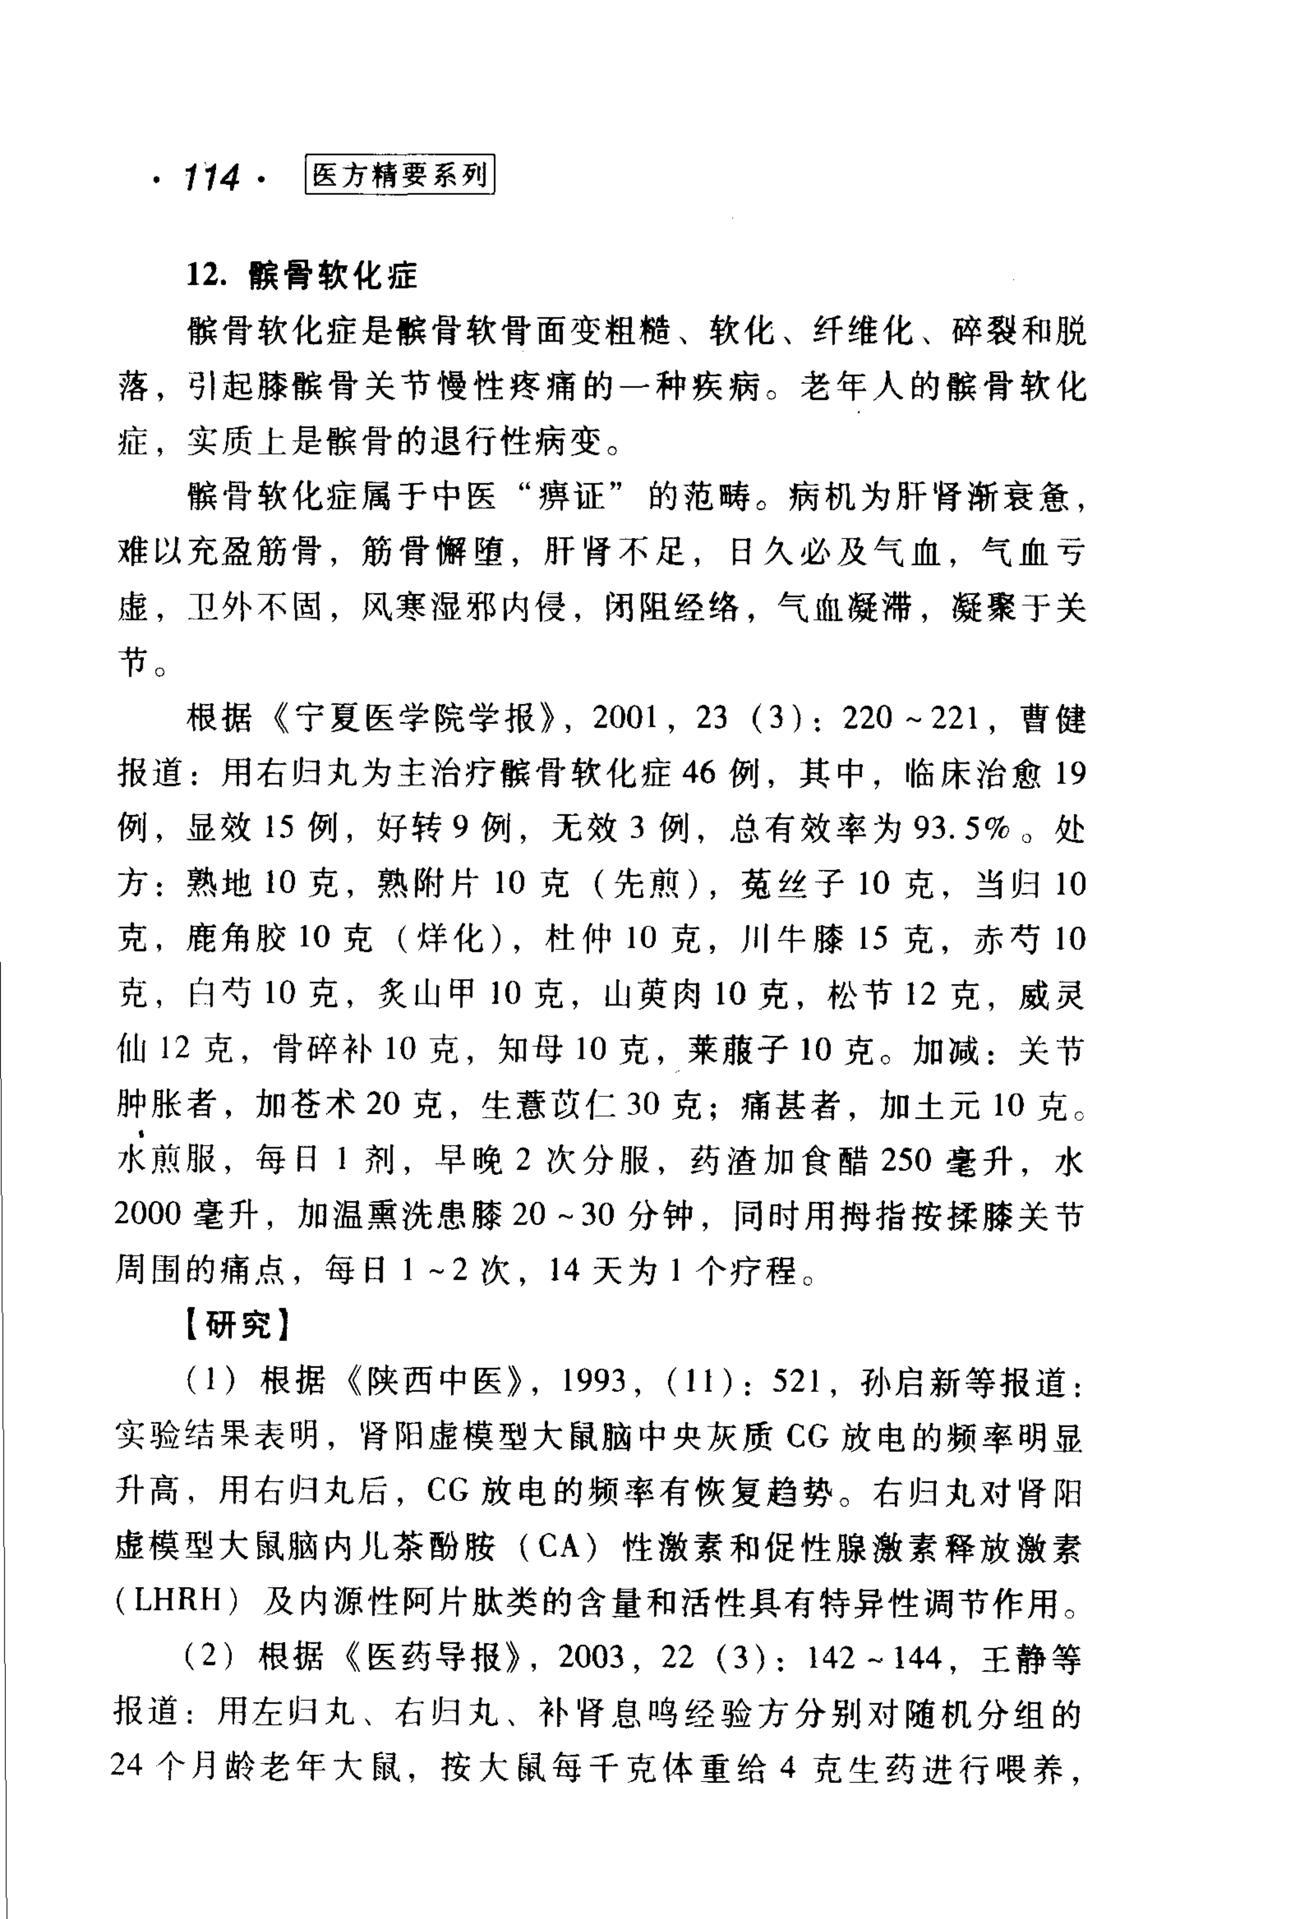 ·114· 医方精要系列
12. 髌骨软化症
髌骨软化症是髌骨软骨面变粗糙、软化、纤维化、碎裂和脱
落，引起膝髌骨关节慢性疼痛的一种疾病。老年人的髌骨软化
症，实质上是髌骨的退行性病变。
髌骨软化症属于中医“痹证”的范畴。病机为肝肾渐衰惫，
难以充盈筋骨，筋骨懈堕，肝肾不足，日久必及气血，气血亏
虚，卫外不固，风寒湿邪内侵，闭阻经络，气血凝滞，凝聚于关
节。
根据《宁夏医学院学报》，2001，23（3）：220～221，曹健
报道：用右归丸为主治疗髌骨软化症 46 例，其中，临床治愈 19
例，显效 15 例，好转 9 例，无效 3 例，总有效率为 93.5%。处
方：熟地 10 克，熟附片 10 克（先煎），菟丝子 10 克，当归 10
克，鹿角胶 10 克（烊化），杜仲 10 克，川牛膝 15 克，赤芍 10
克，白芍 10 克，炙山甲 10 克，山萸肉 10 克，松节 12 克，威灵
仙 12 克，骨碎补 10 克，知母 10 克，莱菔子 10 克。加减：关节
肿胀者，加苍术 20 克，生薏苡仁 30 克；痛甚者，加土元 10 克。
水煎服，每日 1 剂，早晚 2 次分服，药渣加食醋 250 毫升，水
2000 毫升，加温熏洗患膝 20～30 分钟，同时用拇指按揉膝关节
周围的痛点，每日 1～2 次，14 天为 1 个疗程。
【研究】
（1）根据《陕西中医》，1993，（11）：521，孙启新等报道：
实验结果表明，肾阳虚模型大鼠脑中央灰质 CG 放电的频率明显
升高，用右归丸后，CG 放电的频率有恢复趋势。右归丸对肾阳
虚模型大鼠脑内儿茶酚胺（CA）性激素和促性腺激素释放激素
（LHRH）及内源性阿片肽类的含量和活性具有特异性调节作用。
（2）根据《医药导报》，2003，22（3）：142～144，王静等
报道：用左归丸、右归丸、补肾息鸣经验方分别对随机分组的
24 个月龄老年大鼠，按大鼠每千克体重给 4 克生药进行喂养，